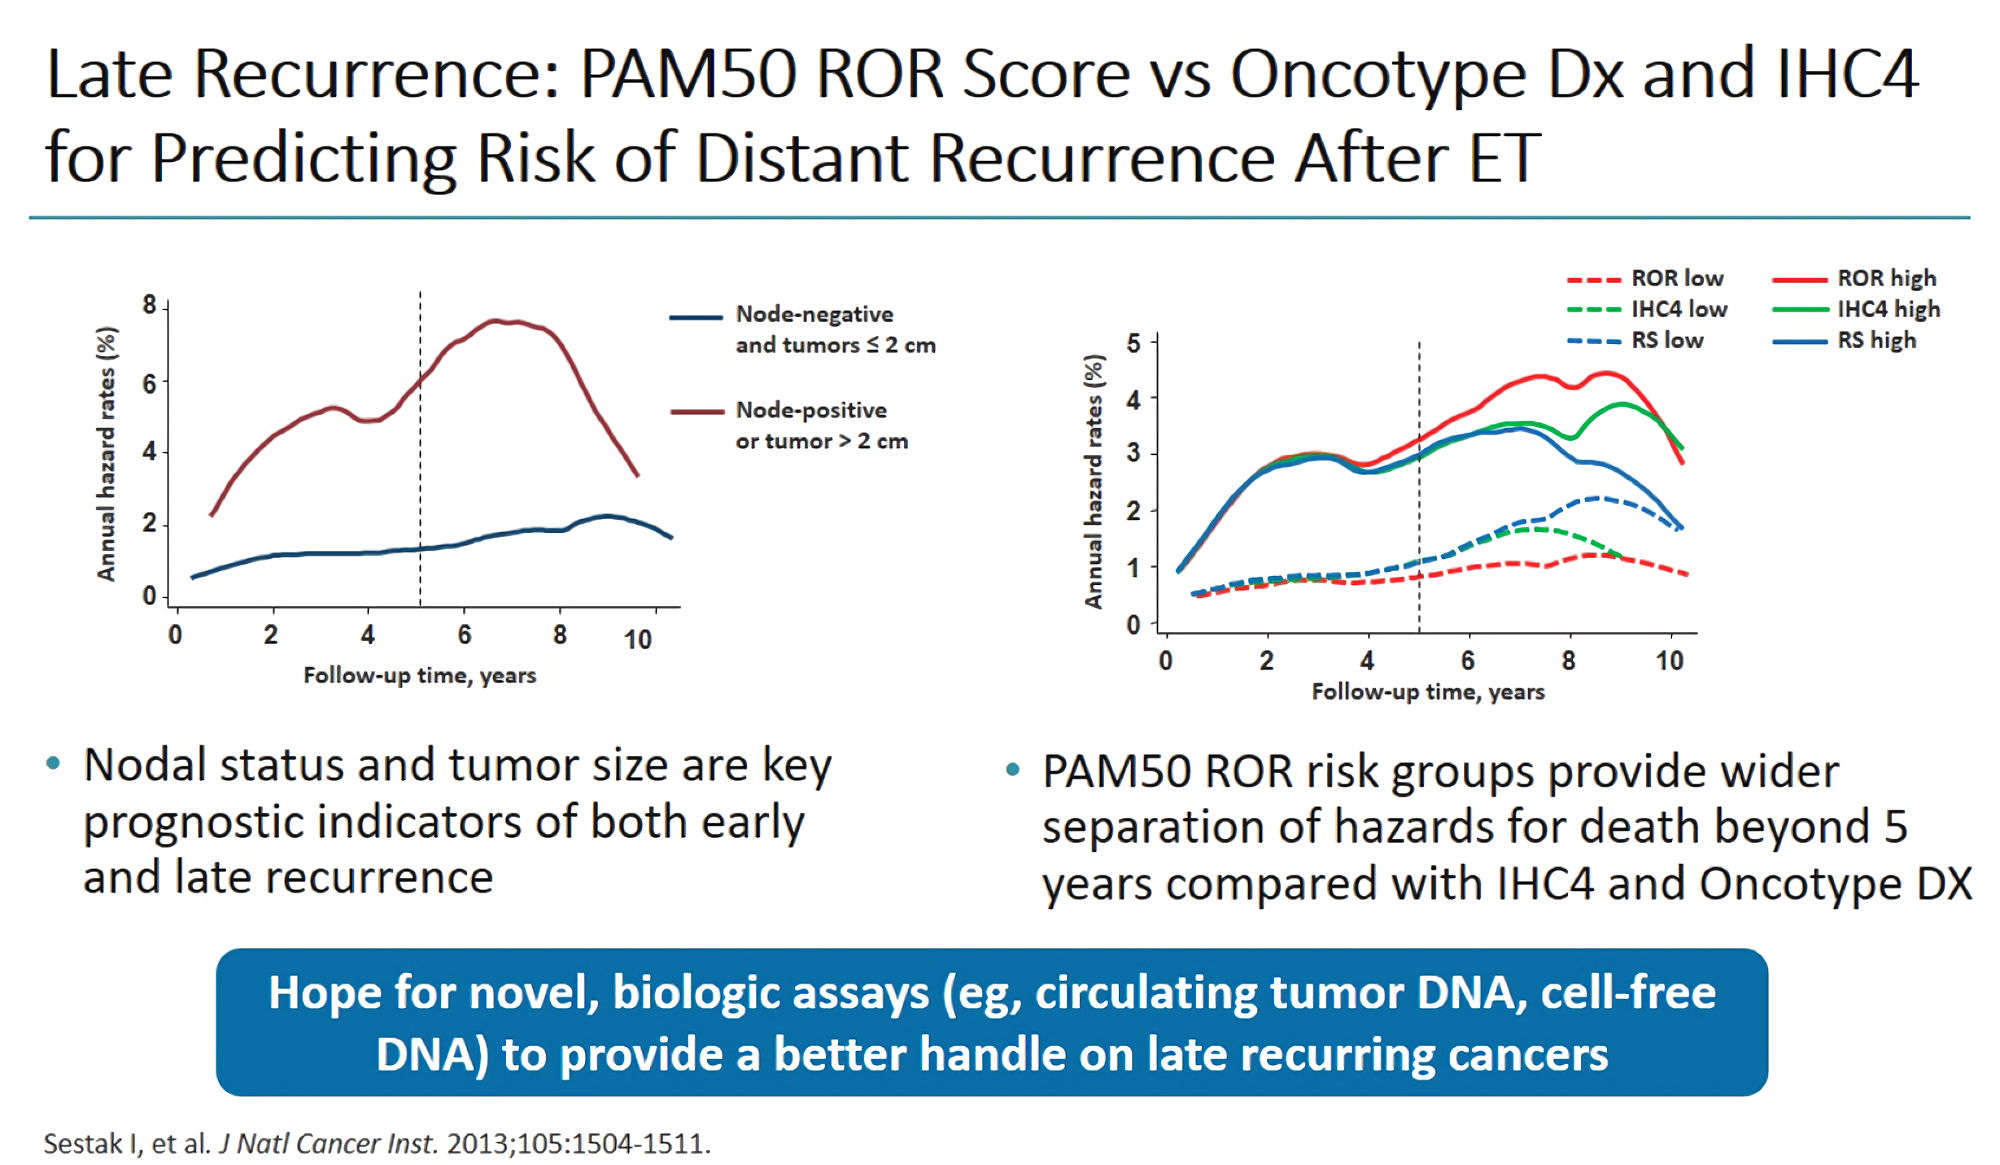 Late Recurrence: PAM50 ROR Score vs Oncotype Dx and IHC4
for Predicting Risk of Distant Recurrence After ET
8
6
4
2
0
Annual hazard rates (%)
0 2 4 6 8 10
Follow-up time, years
Node-negative
and tumors ≤ 2 cm
Node-positive
or tumor > 2 cm
ROR low
IHC4 low
RS low
ROR high
IHC4 high
RS high
5
4
3
2
1
0
Annual hazard rates (%)
0 2 4 6 8 10
Follow-up time, years
• Nodal status and tumor size are key
prognostic indicators of both early
and late recurrence
• PAM50 ROR risk groups provide wider
separation of hazards for death beyond 5
years compared with IHC4 and Oncotype DX
Hope for novel, biologic assays (eg, circulating tumor DNA, cell-free
DNA) to provide a better handle on late recurring cancers
Sestak I, et al. J Natl Cancer Inst. 2013;105:1504-1511.